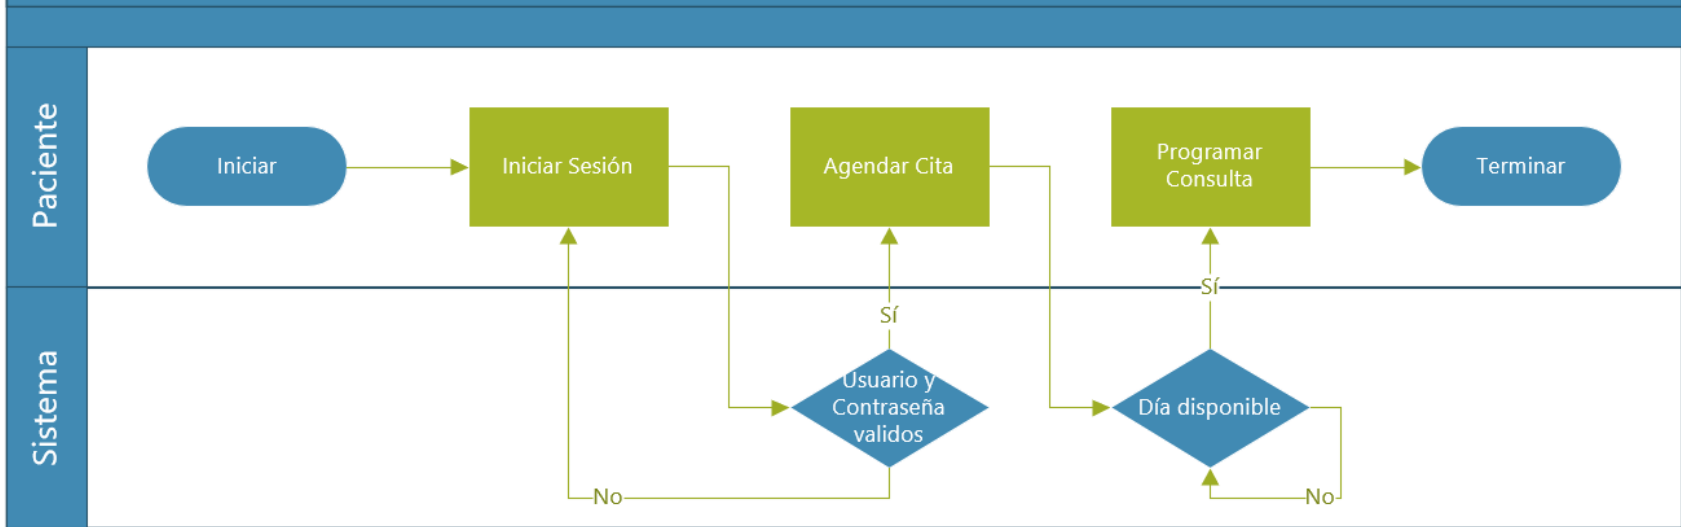 Paciente
Iniciar
Iniciar Sesión
Agendar Cita
Programar
Consulta
Terminar
Sí
Sí
Sistema
Usuario y
Contraseña
validos
Día disponible
No
No